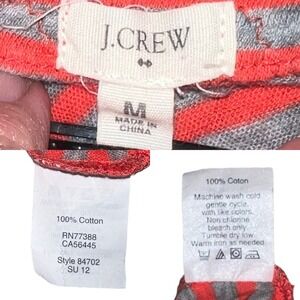 J.CREW
M
MADE IN
CHINA
100% Cotton
RN77388
CA56445
Style 84702
SU 12
100% Coton
Machine wash cold
gentle cycle
with like colors.
Non chlorine
bleach only
Tumble dry low
Warm iron as needed